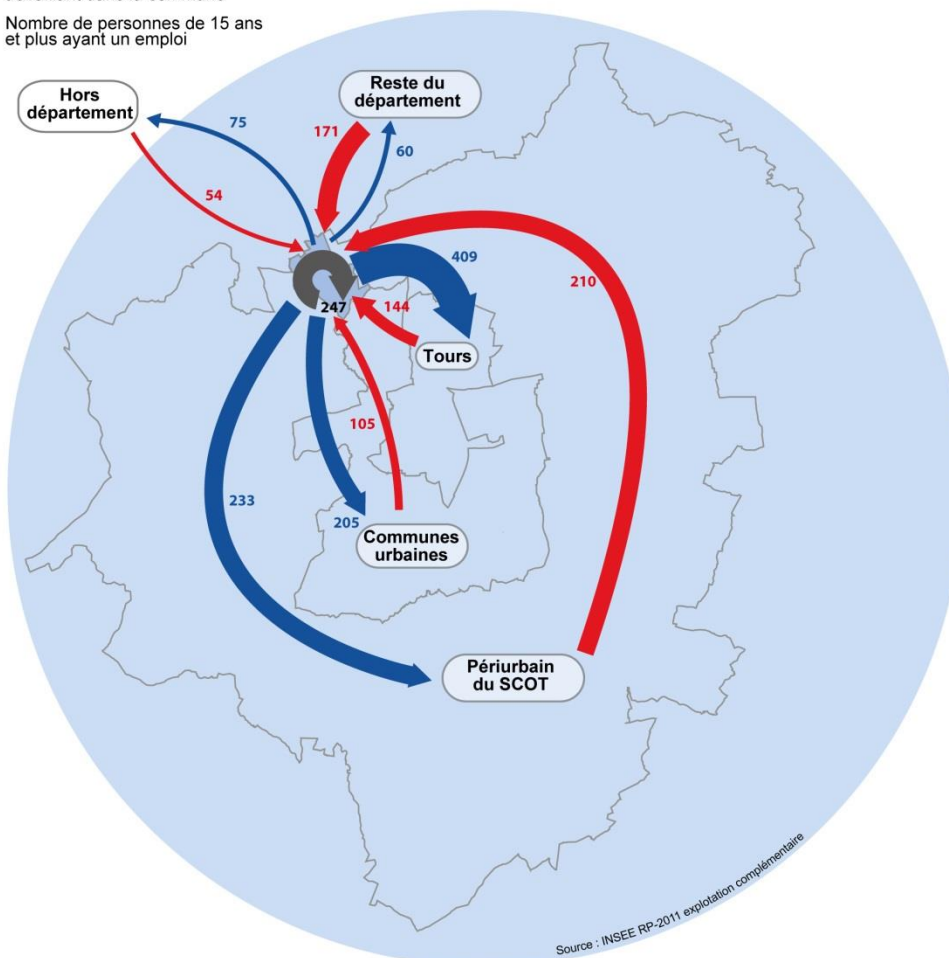 Nombre de personnes de 15 ans
et plus ayant un emploi
Hors
département
Reste du
département
75
171
60
54
409
210
247
144
Tours
105
233
205
Communes
urbaines
Périurbain
du SCOT
Source : INSEE RP-2011 explotation complémentaire